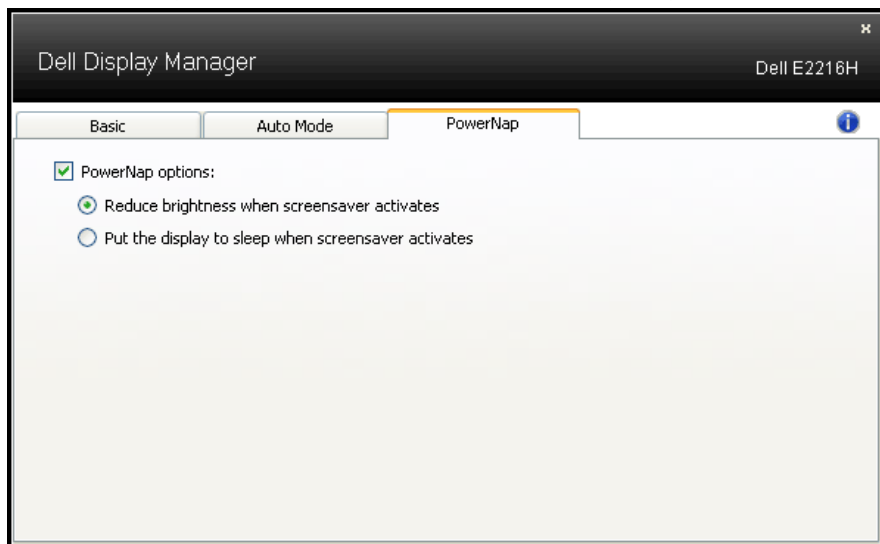 Dell Display Manager
Dell E2216H
Basic
Auto Mode
PowerNap
PowerNap options:
Reduce brightness when screensaver activates
Put the display to sleep when screensaver activates